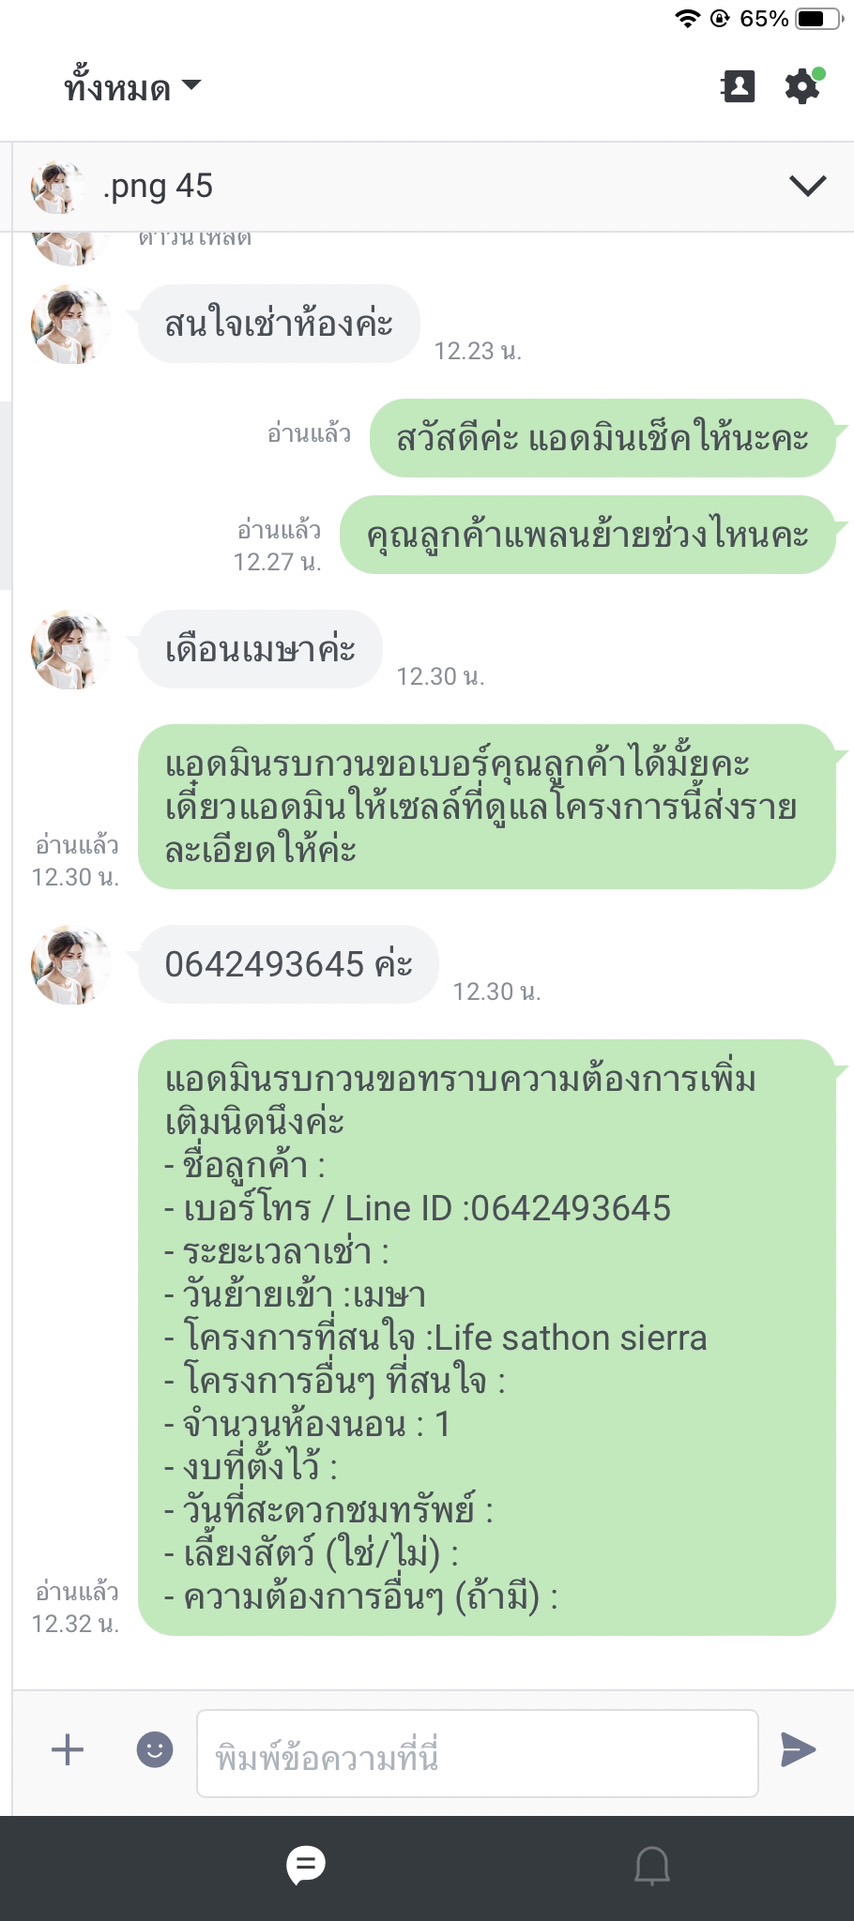 65%
ทั้งหมด
.png 45
ดาวน์โหลด
สนใจเช่าห้องค่ะ
12.23 น.
อ่านแล้ว
สวัสดีค่ะ แอดมินเช็คให้นะคะ
อ่านแล้ว
12.27 น.
คุณลูกค้าแพลนย้ายช่วงไหนคะ
เดือนเมษาค่ะ
12.30 น.
แอดมินรบกวนขอเบอร์คุณลูกค้าได้มั้ยคะ
เดี๋ยวแอดมินให้เซลล์ที่ดูแลโครงการนี้ส่งราย
ละเอียดให้ค่ะ
อ่านแล้ว
12.30 น.
0642493645 ค่ะ
12.30 น.
แอดมินรบกวนขอทราบความต้องการเพิ่ม
เติมนิดนึงค่ะ
- ชื่อลูกค้า :
- เบอร์โทร / Line ID :0642493645
- ระยะเวลาเช่า :
- วันย้ายเข้า :เมษา
- โครงการที่สนใจ :Life sathon sierra
- โครงการอื่นๆ ที่สนใจ :
- จำนวนห้องนอน : 1
- งบที่ตั้งไว้ :
- วันที่สะดวกชมทรัพย์ :
- เลี้ยงสัตว์ (ใช่/ไม่) :
- ความต้องการอื่นๆ (ถ้ามี) :
อ่านแล้ว
12.32 น.
พิมพ์ข้อความที่นี่